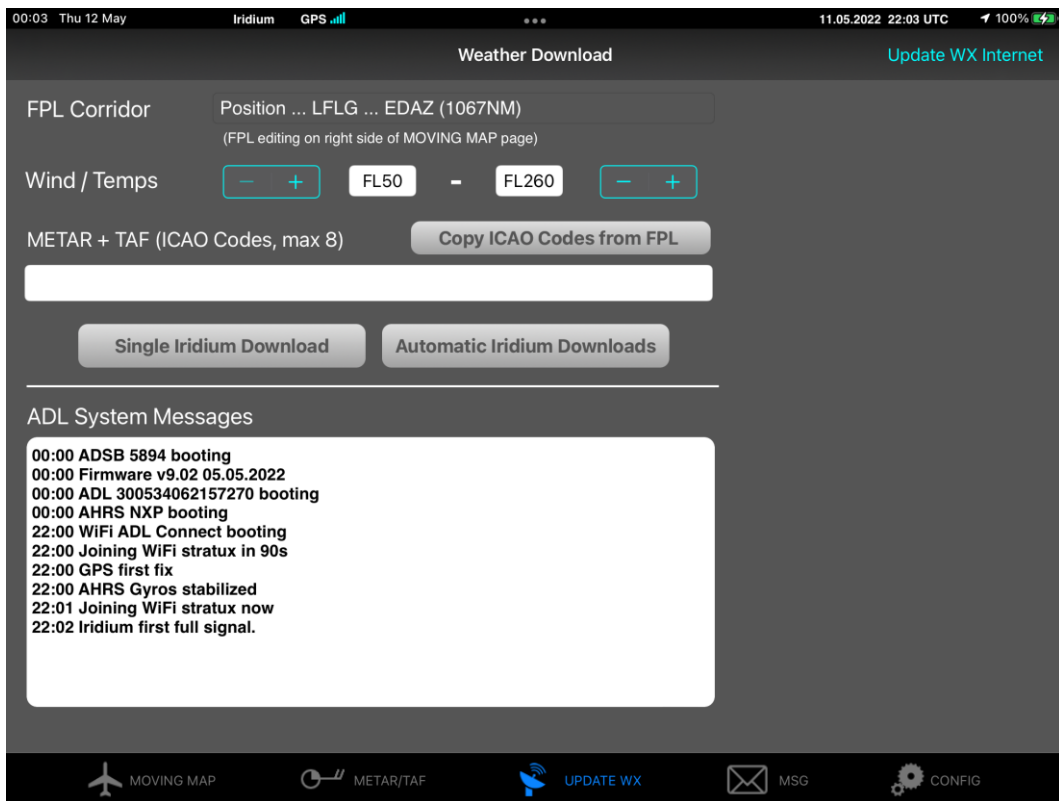 00:03 Thu 12 May Iridium GPS 11.05.2022 22:03 UTC 100%
Weather Download Update WX Internet
FPL Corridor Position ... LFLG ... EDAZ (1067NM)
(FPL editing on right side of MOVING MAP page)
Wind / Temps − + FL50 - FL260 − +
METAR + TAF (ICAO Codes, max 8) Copy ICAO Codes from FPL
Single Iridium Download Automatic Iridium Downloads
ADL System Messages
00:00 ADSB 5894 booting
00:00 Firmware v9.02 05.05.2022
00:00 ADL 300534062157270 booting
00:00 AHRS NXP booting
22:00 WiFi ADL Connect booting
22:00 Joining WiFi stratux in 90s
22:00 GPS first fix
22:00 AHRS Gyros stabilized
22:01 Joining WiFi stratux now
22:02 Iridium first full signal.
MOVING MAP METAR/TAF UPDATE WX MSG CONFIG